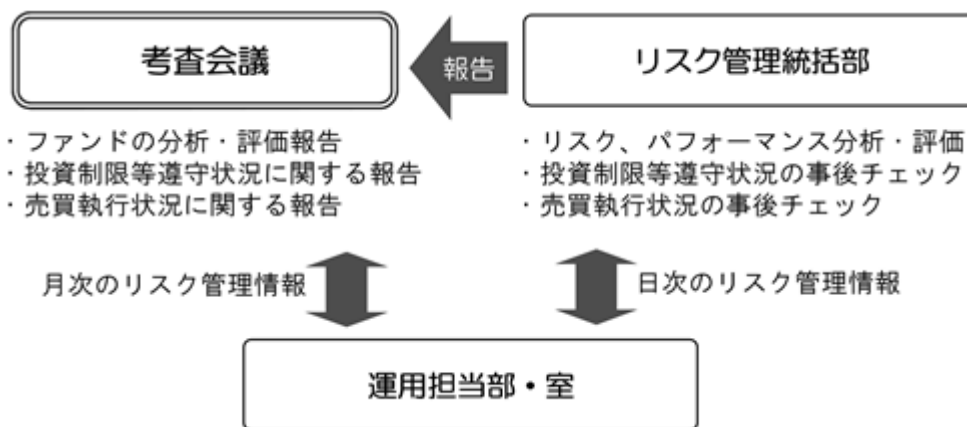 考査会議
報告
リスク管理統括部
・ファンドの分析・評価報告
・投資制限等遵守状況に関する報告
・売買執行状況に関する報告
・リスク、パフォーマンス分析・評価
・投資制限等遵守状況の事後チェック
・売買執行状況の事後チェック
月次のリスク管理情報
日次のリスク管理情報
運用担当部・室